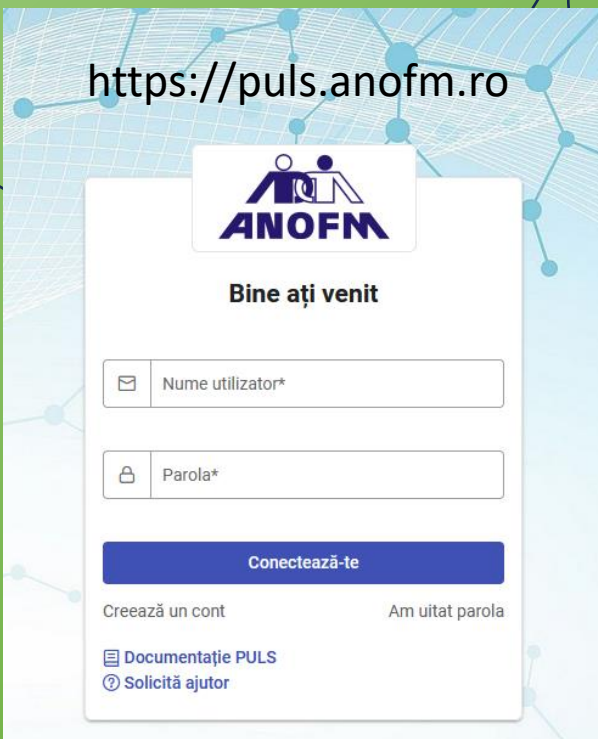 https://puls.anofm.ro
ANOFM
Bine ați venit
Nume utilizator*
Parola*
Conectează-te
Creează un cont
Am uitat parola
Documentație PULS
Solicită ajutor